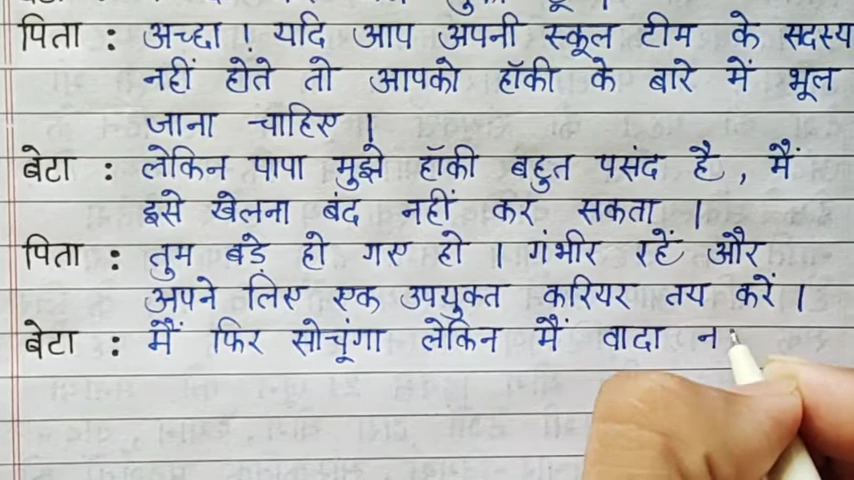 पिता : अच्छा ! यदि आप अपनी स्कूल टीम के सदस्य
नहीं होते तो आपको हॉकी के बारे में भूल
जाना चाहिए ।
बेटा : लेकिन पापा मुझे हॉकी बहुत पसंद है , मैं
इसे खेलना बंद नहीं कर सकता ।
पिता : तुम बड़े हो गए हो । गंभीर रहें और
अपने लिए एक उपयुक्त करियर तय करें ।
बेटा : मैं फिर सोचूंगा लेकिन मैं वादा न